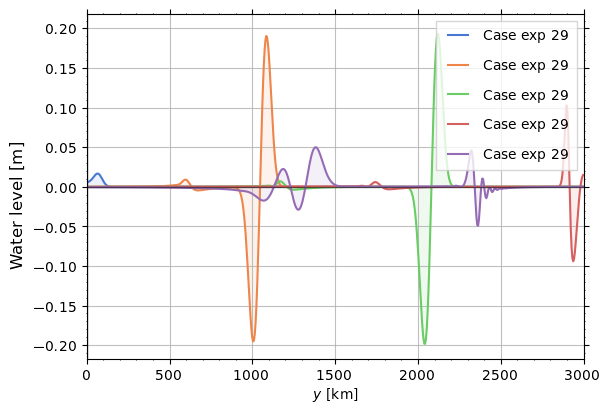 0.20
0.15
0.10
0.05
0.00
−0.05
−0.10
−0.15
−0.20
Water level [m]
Case exp 29
Case exp 29
Case exp 29
Case exp 29
Case exp 29
0 500 1000 1500 2000 2500 3000
y [km]